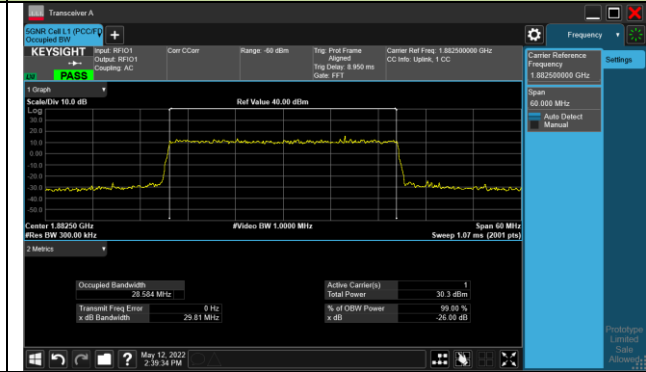 Transceiver A
5GNR Cell L1 (PCC/F
Occupied BW
Frequency
KEYSIGHT
PASS
Input: RFIO1
Output: RFIO1
Coupling: AC
Corr CCorr
Range: -60 dBm
Trig: Prot Frame
Aligned
Trig Delay: 8.950 ms
Gate: FFT
Carrier Ref Freq: 1.882500000 GHz
CC Info: Uplink, 1 CC
Carrier Reference
Frequency
1.882500000 GHz
Settings
Span
60.000 MHz
Auto Detect
Manual
1 Graph
Scale/Div 10.0 dB
Ref Value 40.00 dBm
Log
30.0
20.0
10.0
0.00
-10.0
-20.0
-30.0
-40.0
-50.0
Center 1.88250 GHz
#Res BW 300.00 kHz
#Video BW 1.0000 MHz
Span 60 MHz
Sweep 1.07 ms (2001 pts)
2 Metrics
Occupied Bandwidth
28.584 MHz
Transmit Freq Error 0 Hz
x dB Bandwidth 29.81 MHz
Active Carrier(s) 1
Total Power 30.3 dBm
% of OBW Power 99.00 %
x dB -26.00 dB
Prototype
Limited
Sale
Allowed
May 12, 2022
2:39:34 PM